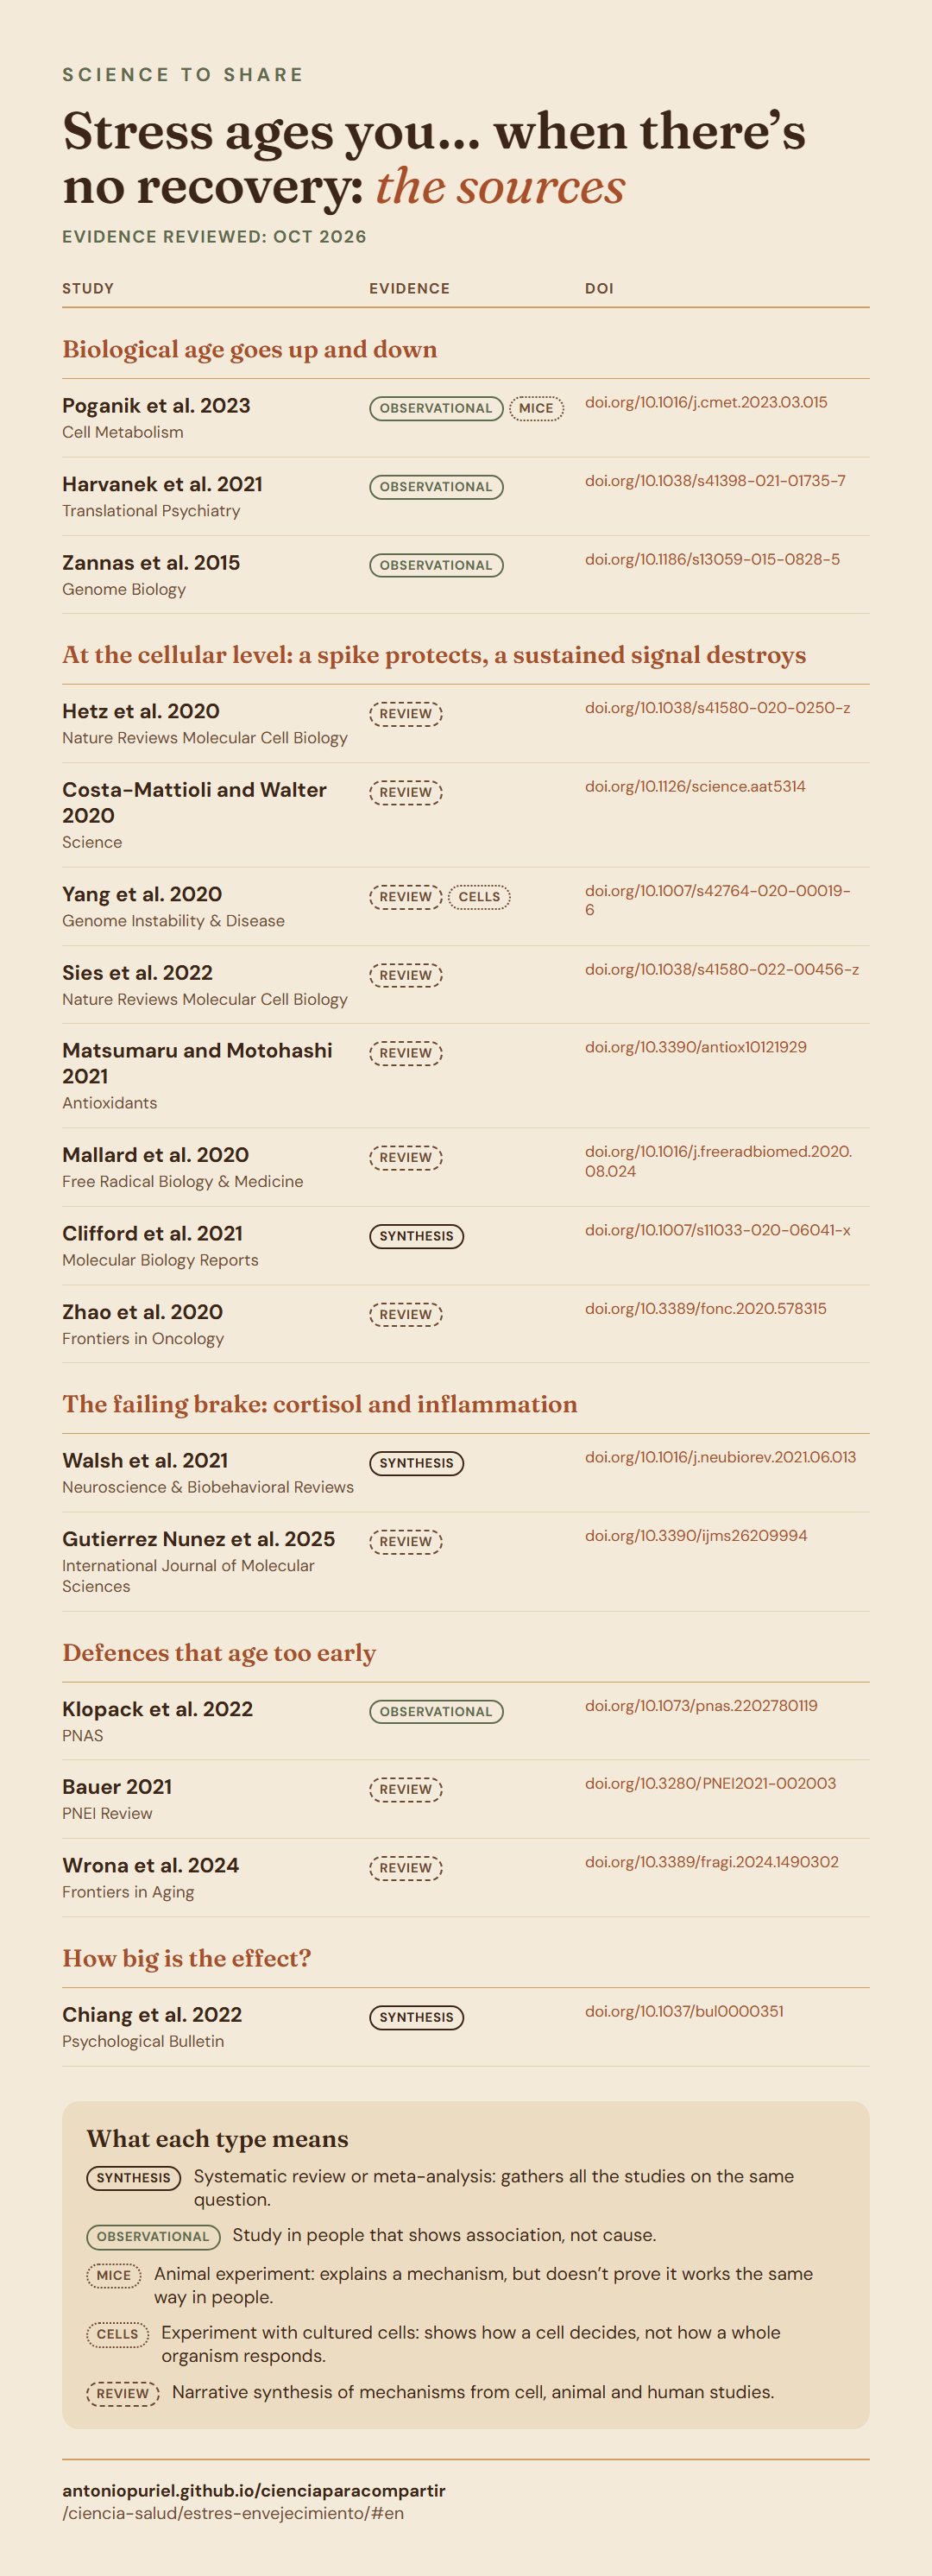 SCIENCE TO SHARE
Stress ages you… when there’s
no recovery: the sources
EVIDENCE REVIEWED: OCT 2026
STUDY EVIDENCE DOI
Biological age goes up and down
Poganik et al. 2023 OBSERVATIONAL MICE doi.org/10.1016/j.cmet.2023.03.015
Cell Metabolism
Harvanek et al. 2021 OBSERVATIONAL doi.org/10.1038/s41398-021-01735-7
Translational Psychiatry
Zannas et al. 2015 OBSERVATIONAL doi.org/10.1186/s13059-015-0828-5
Genome Biology
At the cellular level: a spike protects, a sustained signal destroys
Hetz et al. 2020 REVIEW doi.org/10.1038/s41580-020-0250-z
Nature Reviews Molecular Cell Biology
Costa-Mattioli and Walter REVIEW doi.org/10.1126/science.aat5314
2020
Science
Yang et al. 2020 REVIEW CELLS doi.org/10.1007/s42764-020-00019-
6
Genome Instability & Disease
Sies et al. 2022 REVIEW doi.org/10.1038/s41580-022-00456-z
Nature Reviews Molecular Cell Biology
Matsumaru and Motohashi REVIEW doi.org/10.3390/antiox10121929
2021
Antioxidants
Mallard et al. 2020 REVIEW doi.org/10.1016/j.freeradbiomed.2020.
08.024
Free Radical Biology & Medicine
Clifford et al. 2021 SYNTHESIS doi.org/10.1007/s11033-020-06041-x
Molecular Biology Reports
Zhao et al. 2020 REVIEW doi.org/10.3389/fonc.2020.578315
Frontiers in Oncology
The failing brake: cortisol and inflammation
Walsh et al. 2021 SYNTHESIS doi.org/10.1016/j.neubiorev.2021.06.013
Neuroscience & Biobehavioral Reviews
Gutierrez Nunez et al. 2025 REVIEW doi.org/10.3390/ijms26209994
International Journal of Molecular
Sciences
Defences that age too early
Klopack et al. 2022 OBSERVATIONAL doi.org/10.1073/pnas.2202780119
PNAS
Bauer 2021 REVIEW doi.org/10.3280/PNEI2021-002003
PNEI Review
Wrona et al. 2024 REVIEW doi.org/10.3389/fragi.2024.1490302
Frontiers in Aging
How big is the effect?
Chiang et al. 2022 SYNTHESIS doi.org/10.1037/bul0000351
Psychological Bulletin
What each type means
SYNTHESIS Systematic review or meta-analysis: gathers all the studies on the same
question.
OBSERVATIONAL Study in people that shows association, not cause.
MICE Animal experiment: explains a mechanism, but doesn’t prove it works the same
way in people.
CELLS Experiment with cultured cells: shows how a cell decides, not how a whole
organism responds.
REVIEW Narrative synthesis of mechanisms from cell, animal and human studies.
antoniopuriel.github.io/cienciaparacompartir
/ciencia-salud/estres-envejecimiento/#en